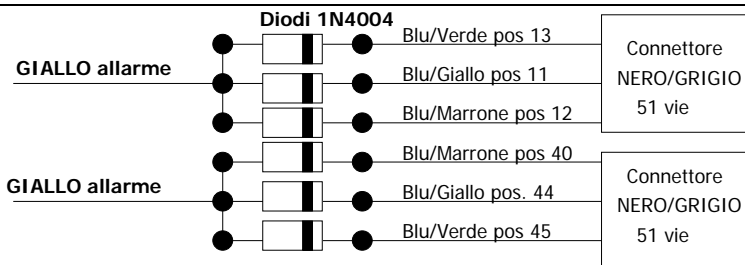 Diodi 1N4004
GIALLO allarme
Blu/Verde pos 13
Blu/Giallo pos 11
Blu/Marrone pos 12
Connettore
NERO/GRIGIO
51 vie
GIALLO allarme
Blu/Marrone pos 40
Blu/Giallo pos. 44
Blu/Verde pos 45
Connettore
NERO/GRIGIO
51 vie